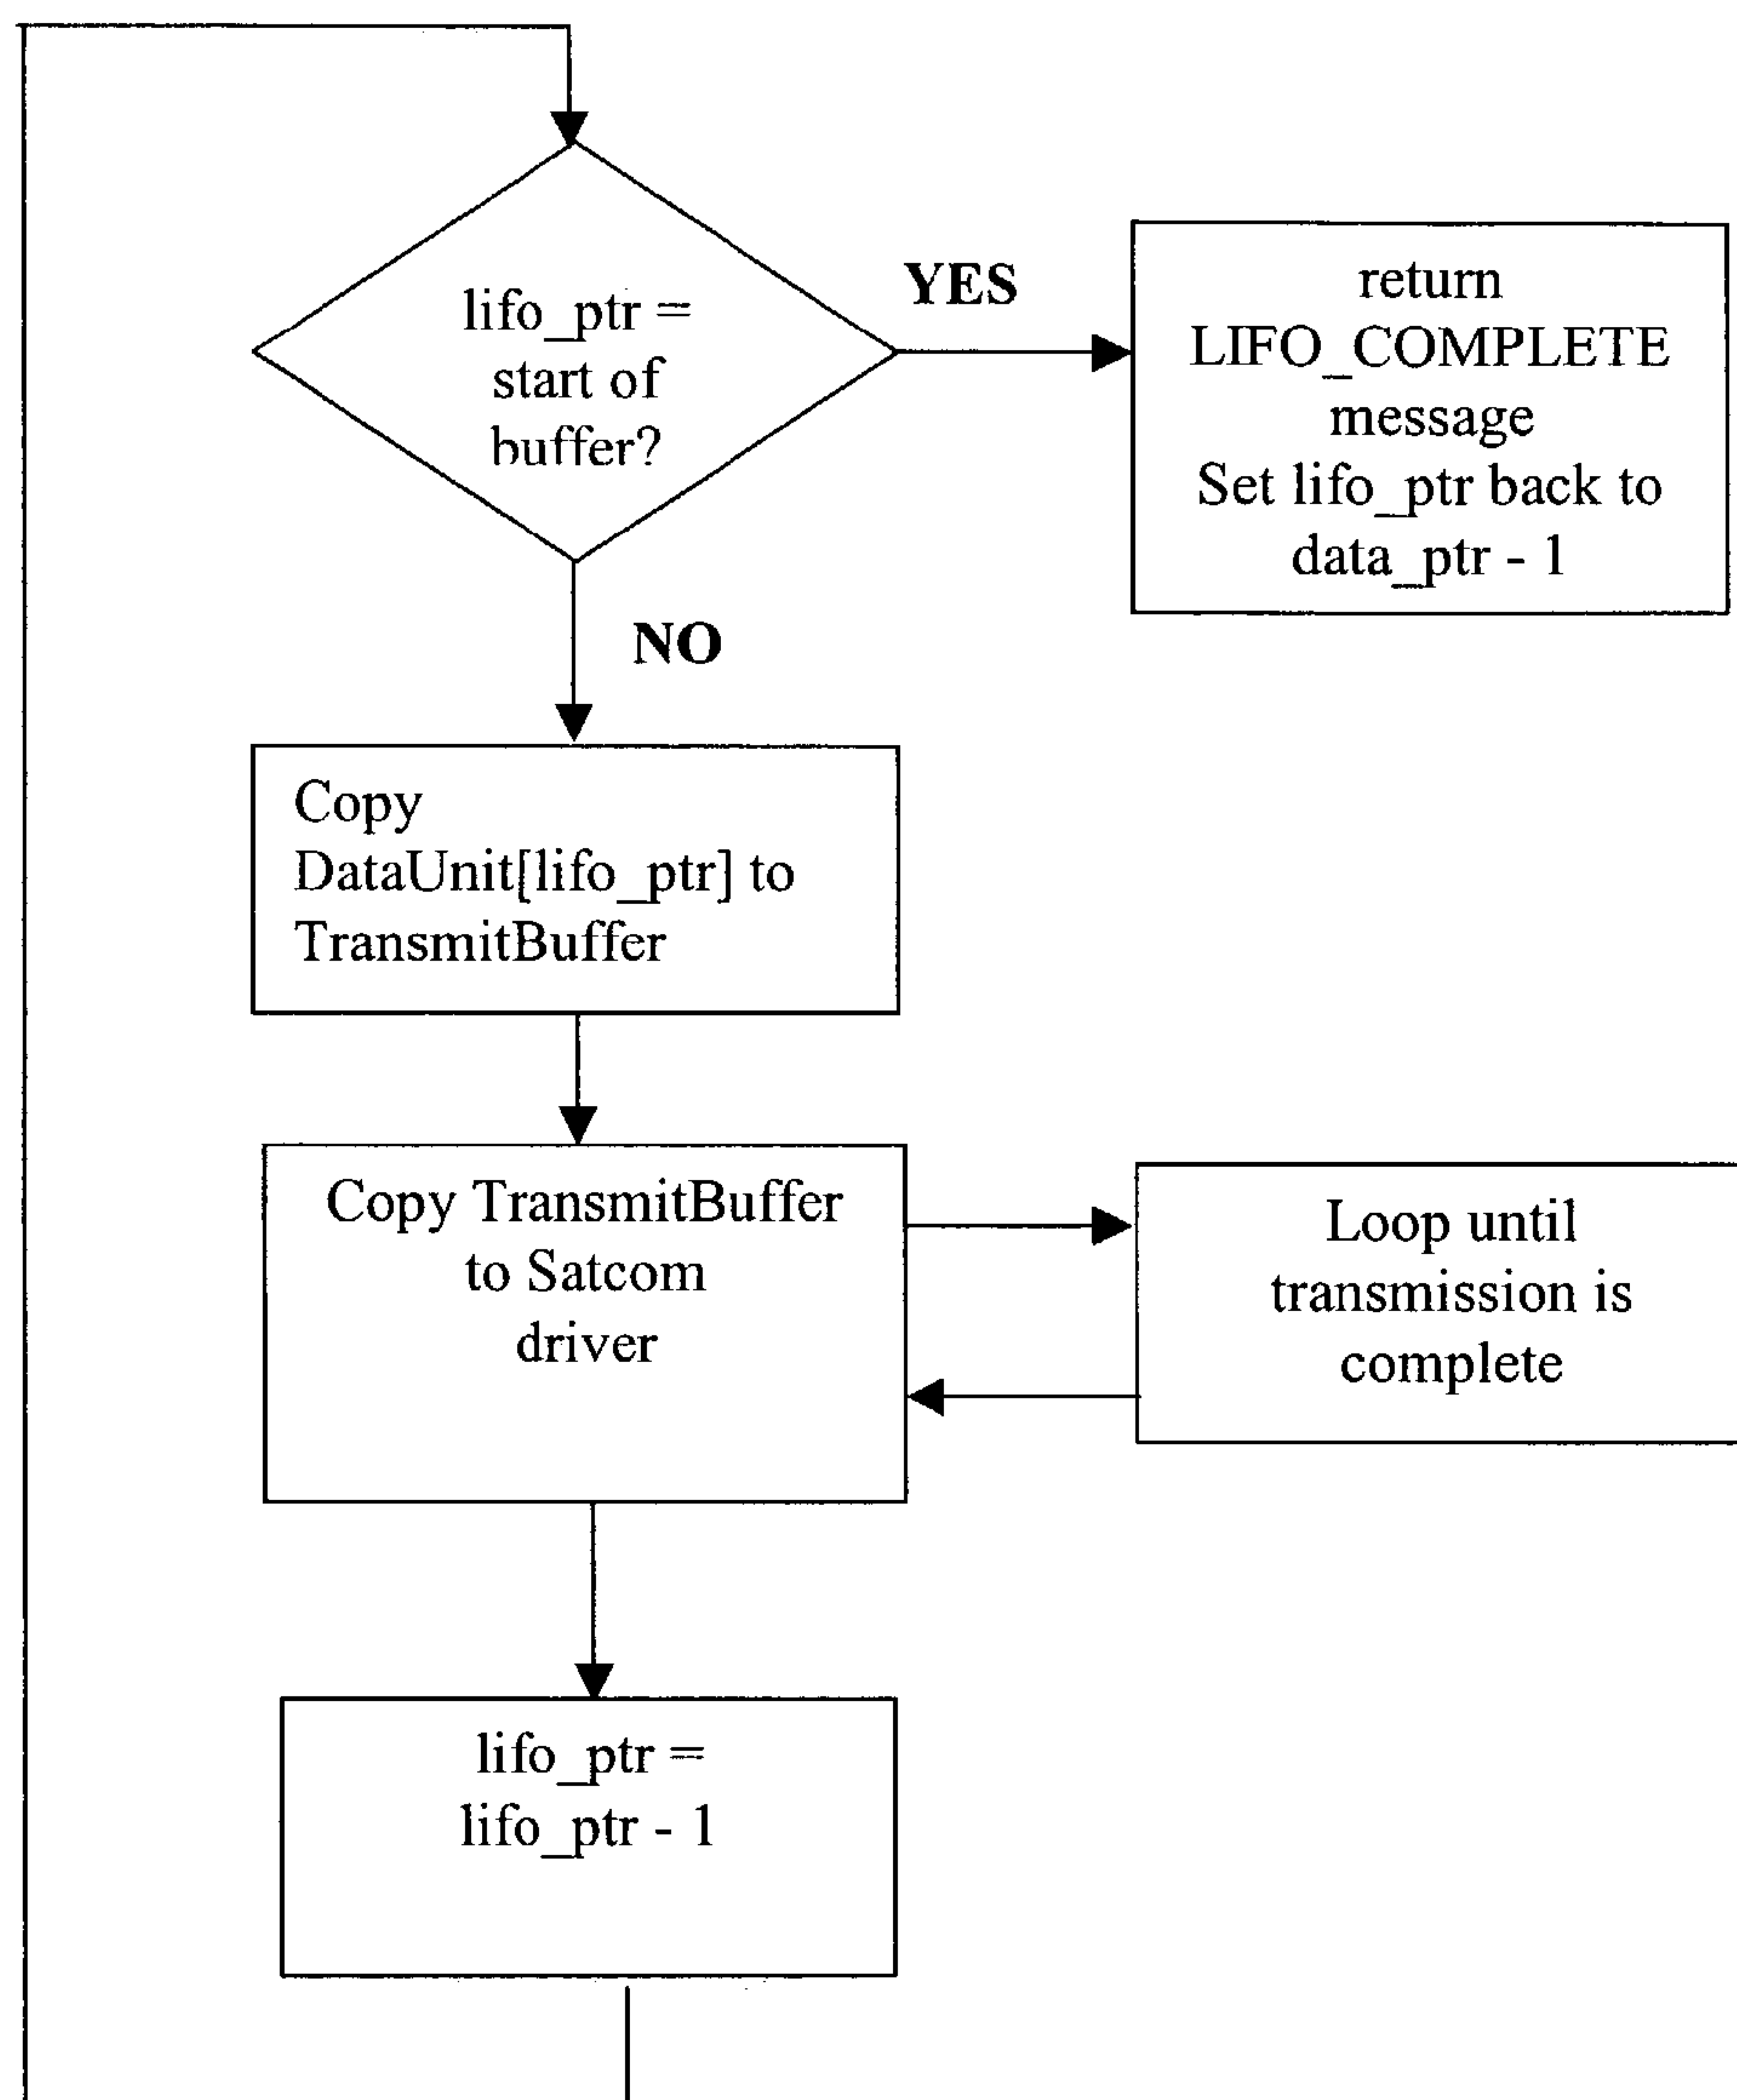 lifo_ptr =
start of
buffer?
YES
return
LIFO_COMPLETE
message
Set lifo_ptr back to
data_ptr - 1
NO
Copy
DataUnit[lifo_ptr] to
TransmitBuffer
Copy TransmitBuffer
to Satcom
driver
Loop until
transmission is
complete
lifo_ptr =
lifo_ptr - 1